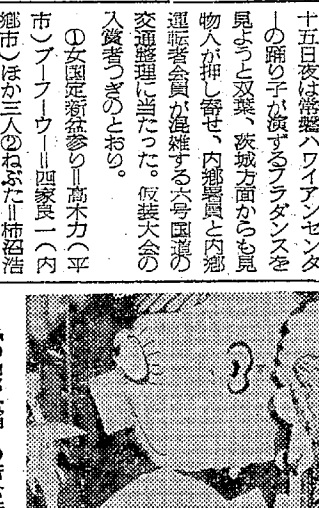 十五日夜は常磐ハワイアンセンタ
ーの踊り子が演ずるフラダンスを
見ようと双葉、茨城方面からも見
物人が押し寄せ、内郷署員と内郷
運転者会員が混雑する六号国道の
交通整理に当たった。仮装大会の
入賞者つぎのとおり。
①女国定新盆参り＝高木力（平
市）ブーフーウー＝四家良一（内
郷市）ほか三人②ねぶた＝柿沼浩